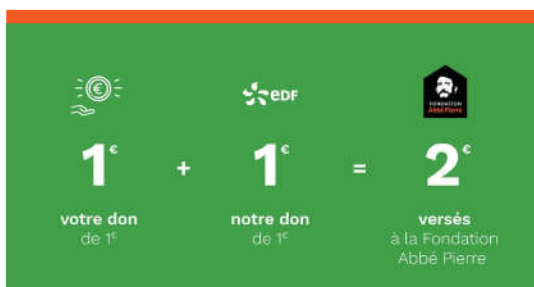 €
eDF
FONDATION
Abbé Pierre
1€ + 1€ = 2€
votre don
de 1€
notre don
de 1€
versés
à la Fondation
Abbé Pierre